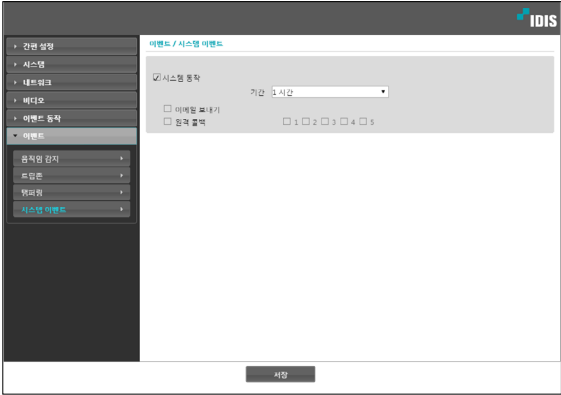 IDIS
간편 설정
시스템
네트워크
비디오
이벤트 동작
이벤트
움직임 감지
트립존
탬퍼링
시스템 이벤트
이벤트 / 시스템 이벤트
시스템 동작
기간 1 시간
이메일 보내기
원격 콜백 1 2 3 4 5
저장